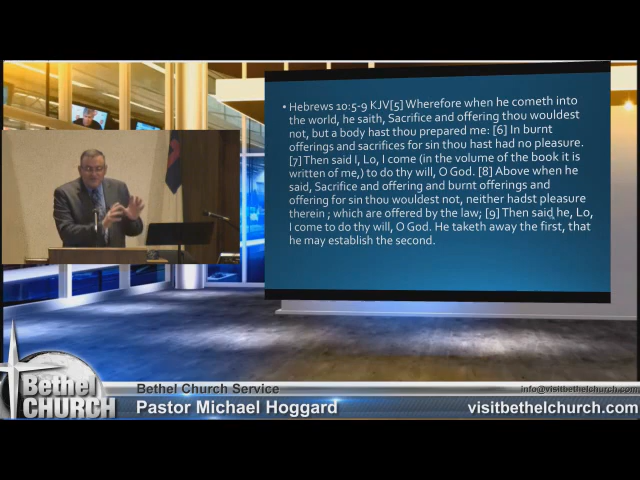 • Hebrews 10:5-9 KJV[5] Wherefore when he cometh into
the world, he saith, Sacrifice and offering thou wouldest
not, but a body hast thou prepared me: [6] In burnt
offerings and sacrifices for sin thou hast had no pleasure.
[7] Then said I, Lo, I come (in the volume of the book it is
written of me,) to do thy will, O God. [8] Above when he
said, Sacrifice and offering and burnt offerings and
offering for sin thou wouldest not, neither hadst pleasure
therein ; which are offered by the law; [9] Then said he, Lo,
I come to do thy will, O God. He taketh away the first, that
he may establish the second.
Bethel
CHURCH
Bethel Church Service
info@visitbethelchurch.com
Pastor Michael Hoggard
visitbethelchurch.com